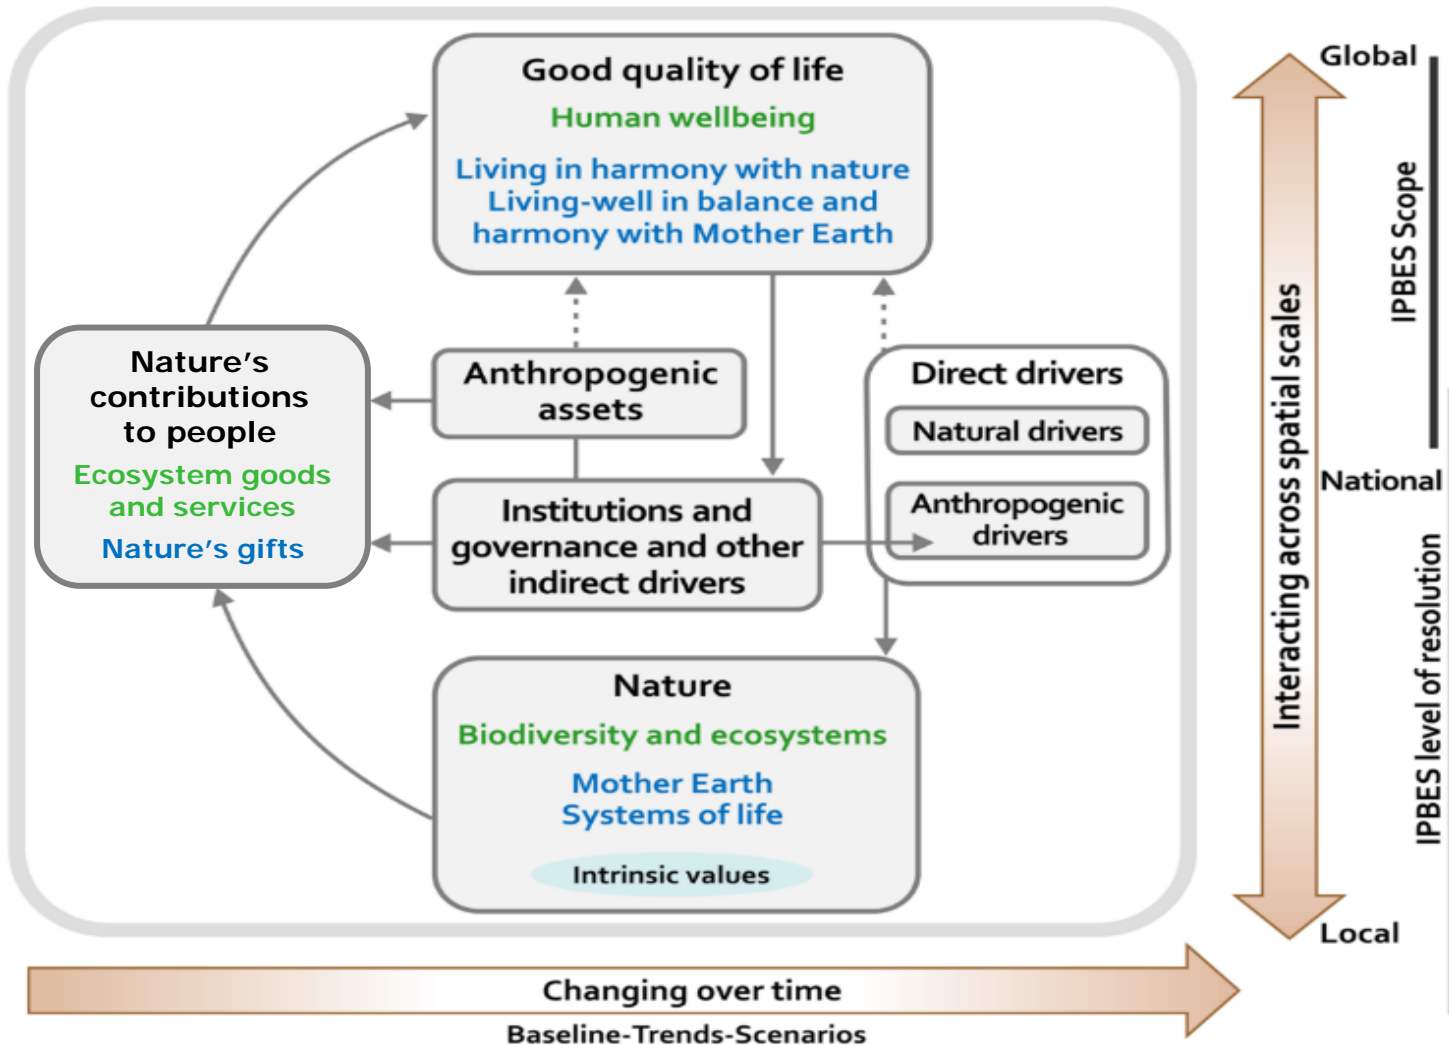 Good quality of life
Human wellbeing
Living in harmony with nature
Living-well in balance and
harmony with Mother Earth
Nature's
contributions
to people
Ecosystem goods
and services
Nature's gifts
Anthropogenic
assets
Direct drivers
Natural drivers
Anthropogenic
drivers
Institutions and
governance and other
indirect drivers
Nature
Biodiversity and ecosystems
Mother Earth
Systems of life
Intrinsic values
Changing over time
Baseline-Trends-Scenarios
Interacting across spatial scales
Global
National
Local
IPBES Scope
IPBES level of resolution